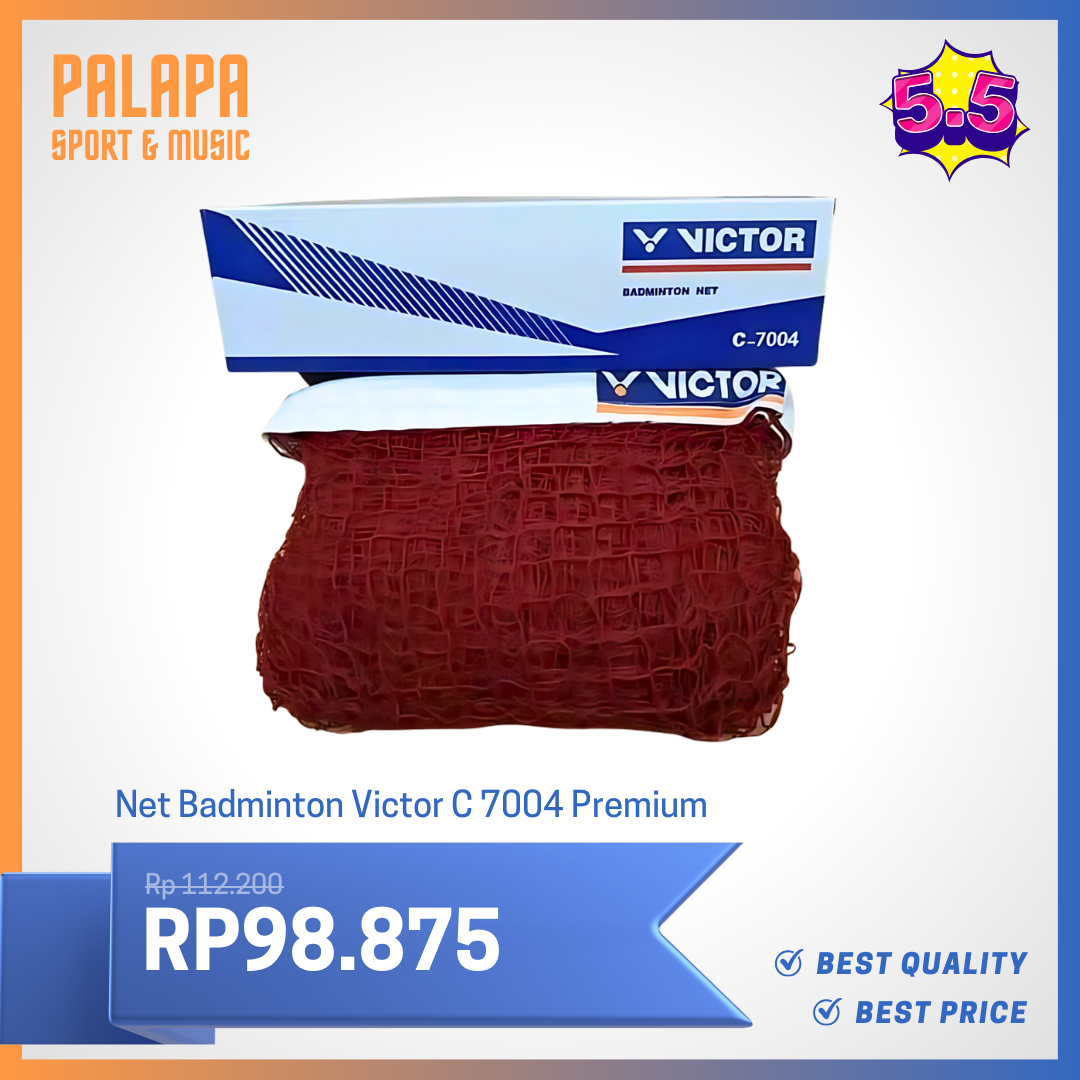 PALAPA
SPORT & MUSIC
5.5
VICTOR
BADMINTON NET
C-7004
VICTOR
Net Badminton Victor C 7004 Premium
Rp 112.200
RP98.875
BEST QUALITY
BEST PRICE